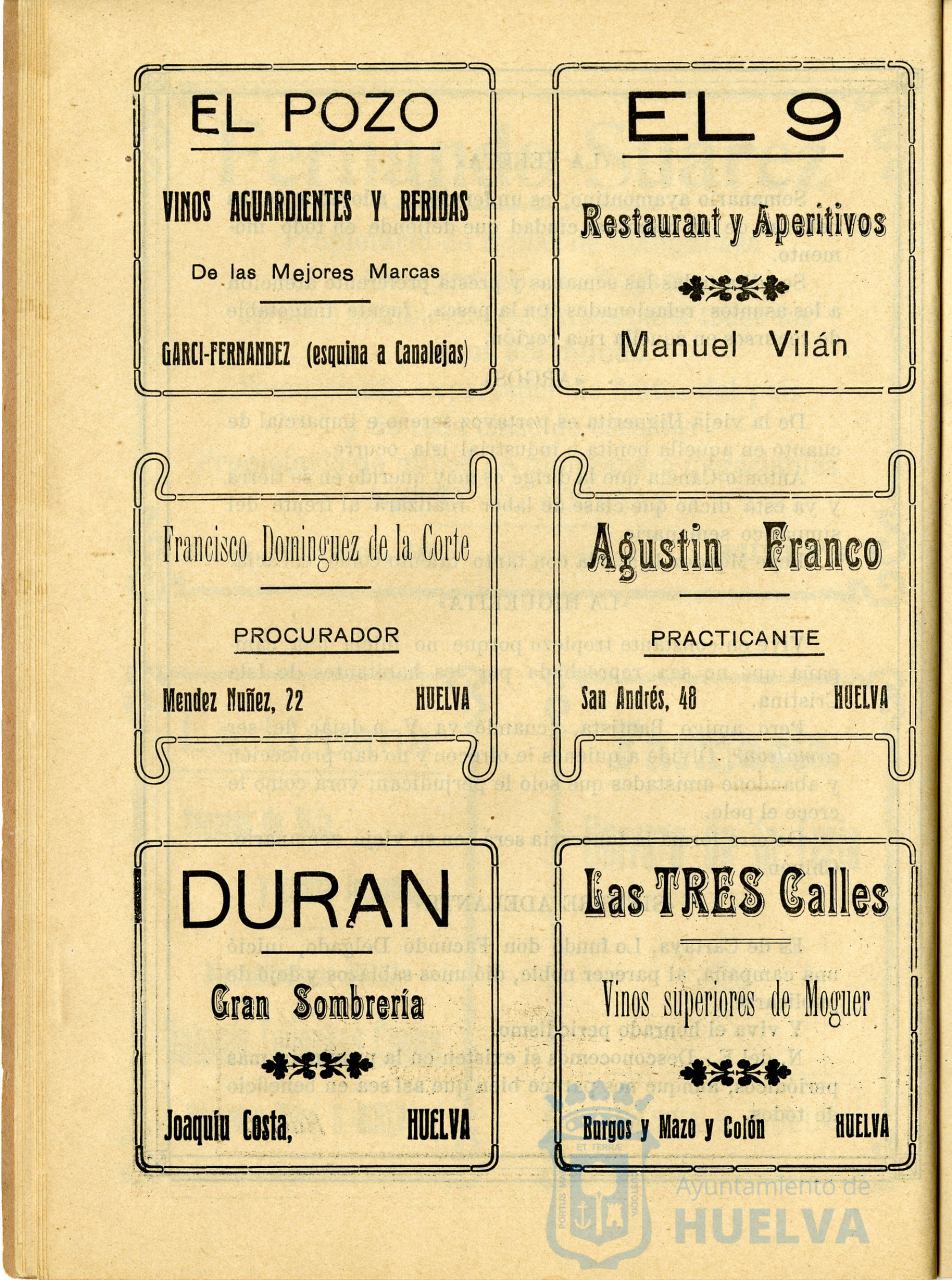 EL POZO
VINOS AGUARDIENTES Y BEBIDAS
De las Mejores Marcas
GARCI-FERNANDEZ (esquina a Canalejas)
EL 9
Restaurant y Aperitivos
Manuel Vilán
Francisco Dominguez de la Corte
PROCURADOR
Mendez Nuñez, 22 HUELVA
Agustin Franco
PRACTICANTE
San Andrés, 48 HUELVA
DURAN
Gran Sombrería
Joaquiu Costa, HUELVA
Las TRES Calles
Vinos superiores de Moguer
Burgos y Mazo y Colón HUELVA
Ayuntamiento de
HUELVA